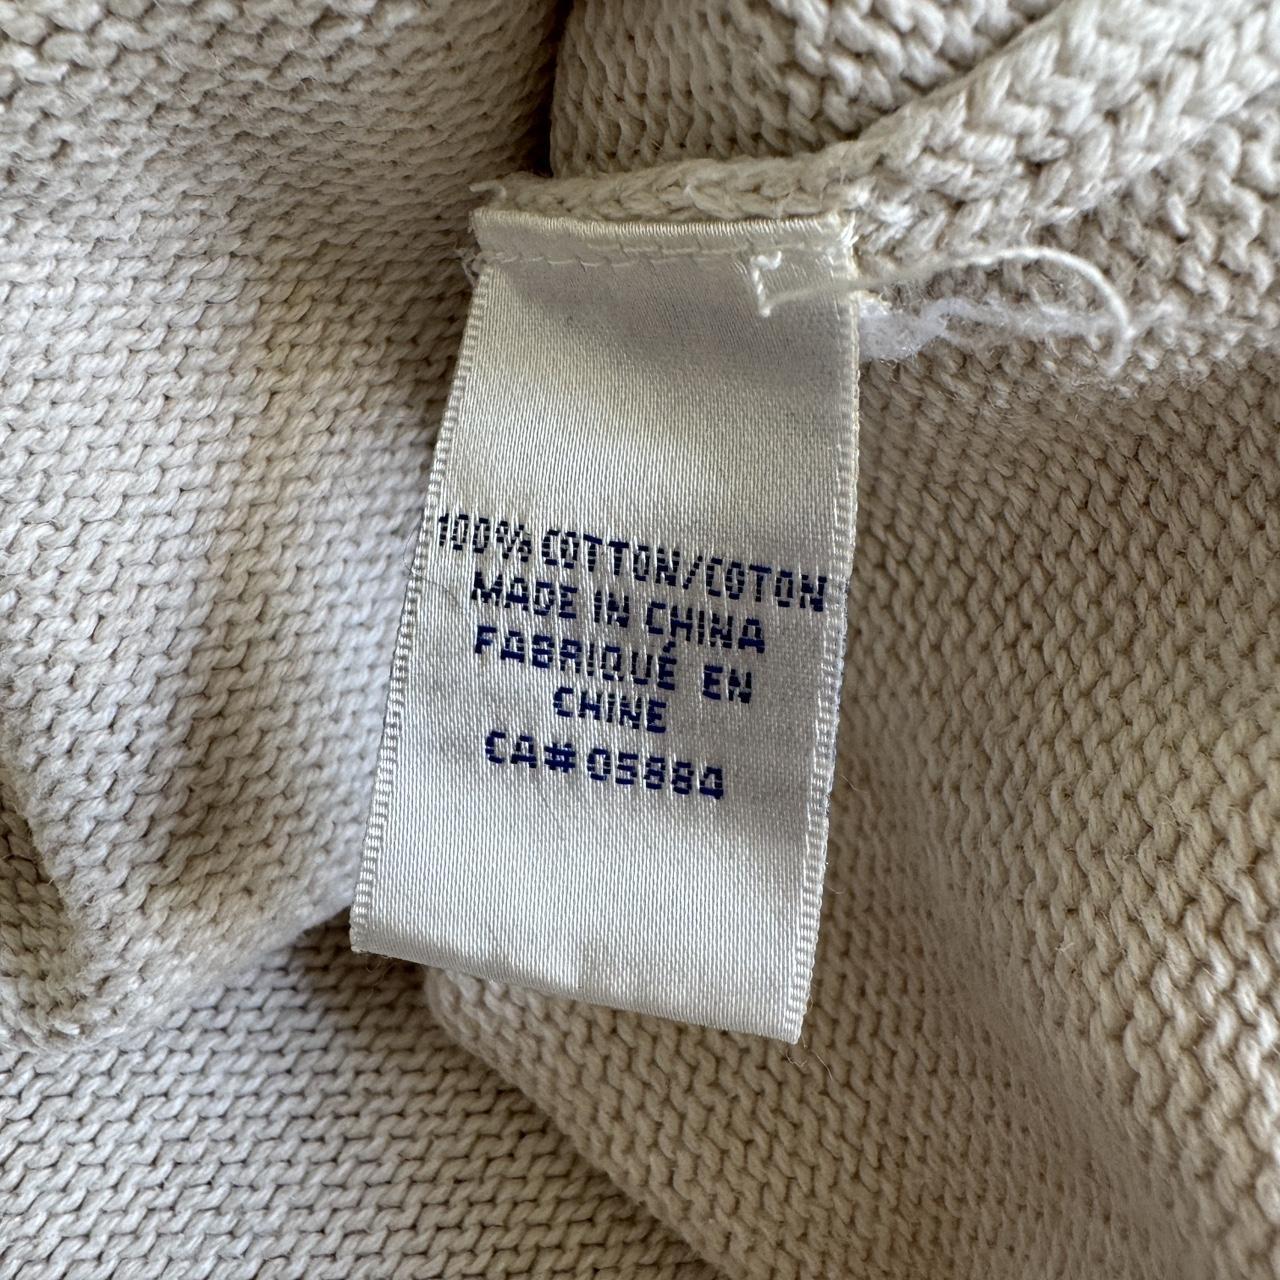 100% COTTON/COTON
MADE IN CHINA
FABRIQUÉ EN
CHINE
CA# 05884